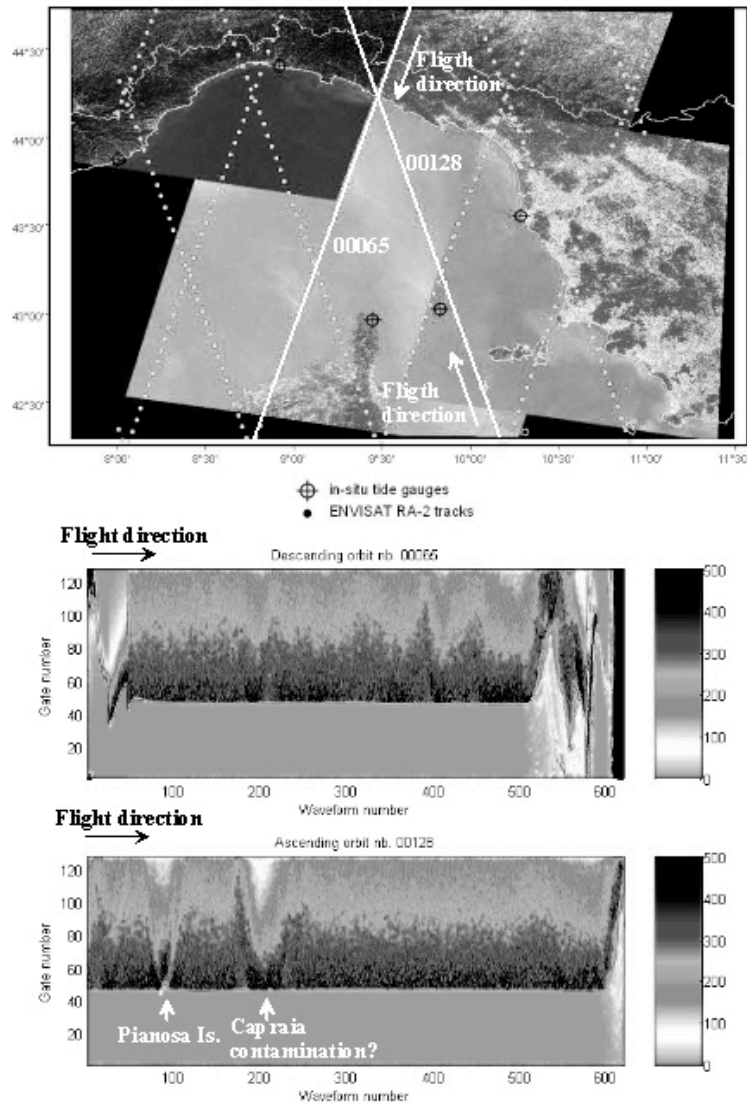 44°30'
44°00'
43°30'
43°00'
42°30'
Fligth
direction
00128
00065
Fligth
direction
8°00' 8°30' 9°00' 9°30' 10°00' 10°30' 11°00' 11°30'
in-situ tide gauges
ENVISAT RA-2 tracks
Flight direction
Descending orbit nb. 00065
120
100
80
60
40
20
Gate number
100 200 300 400 500 600
Waveform number
500
400
300
200
100
0
Flight direction
Ascending orbit nb. 00128
120
100
80
60
40
20
Gate number
Pianosa Is.
Capraia
contamination?
100 200 300 400 500 600
Waveform number
500
400
300
200
100
0